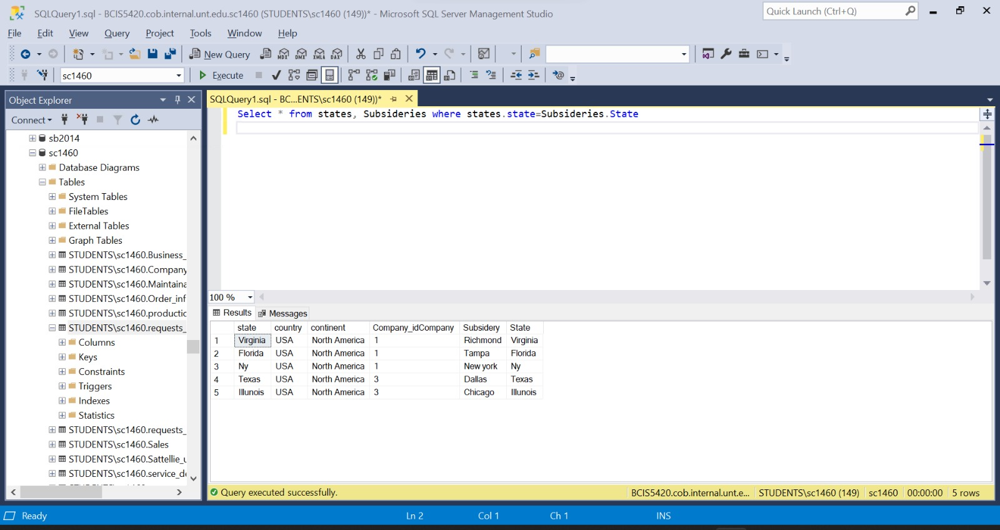 SQLQuery1.sql - BCIS5420.cob.internal.unt.edu.sc1460 (STUDENTS\sc1460 (149))* - Microsoft SQL Server Management Studio
Quick Launch (Ctrl+Q)
File Edit View Query Project Tools Window Help
New Query MDX DMX XMLA DAX
sc1460 Execute
Object Explorer
Connect
sb2014
sc1460
Database Diagrams
Tables
System Tables
FileTables
External Tables
Graph Tables
STUDENTS\sc1460.Business_
STUDENTS\sc1460.Company
STUDENTS\sc1460.Maintaina
STUDENTS\sc1460.Order_inf
STUDENTS\sc1460.productic
STUDENTS\sc1460.requests_
Columns
Keys
Constraints
Triggers
Indexes
Statistics
STUDENTS\sc1460.requests_
STUDENTS\sc1460.Sales
STUDENTS\sc1460.Sattellie_u
STUDENTS\sc1460.service_de
SQLQuery1.sql - BC...ENTS\sc1460 (149))*
Select * from states, Subsideries where states.state=Subsideries.State
100 %
Results Messages
state country continent Company_idCompany Subsidery State
1 Virginia USA North America 1 Richmond Virginia
2 Florida USA North America 1 Tampa Florida
3 Ny USA North America 1 New york Ny
4 Texas USA North America 3 Dallas Texas
5 Illunois USA North America 3 Chicago Illunois
Query executed successfully. BCIS5420.cob.internal.unt.e... STUDENTS\sc1460 (149) sc1460 00:00:00 5 rows
Ready Ln 2 Col 1 Ch 1 INS